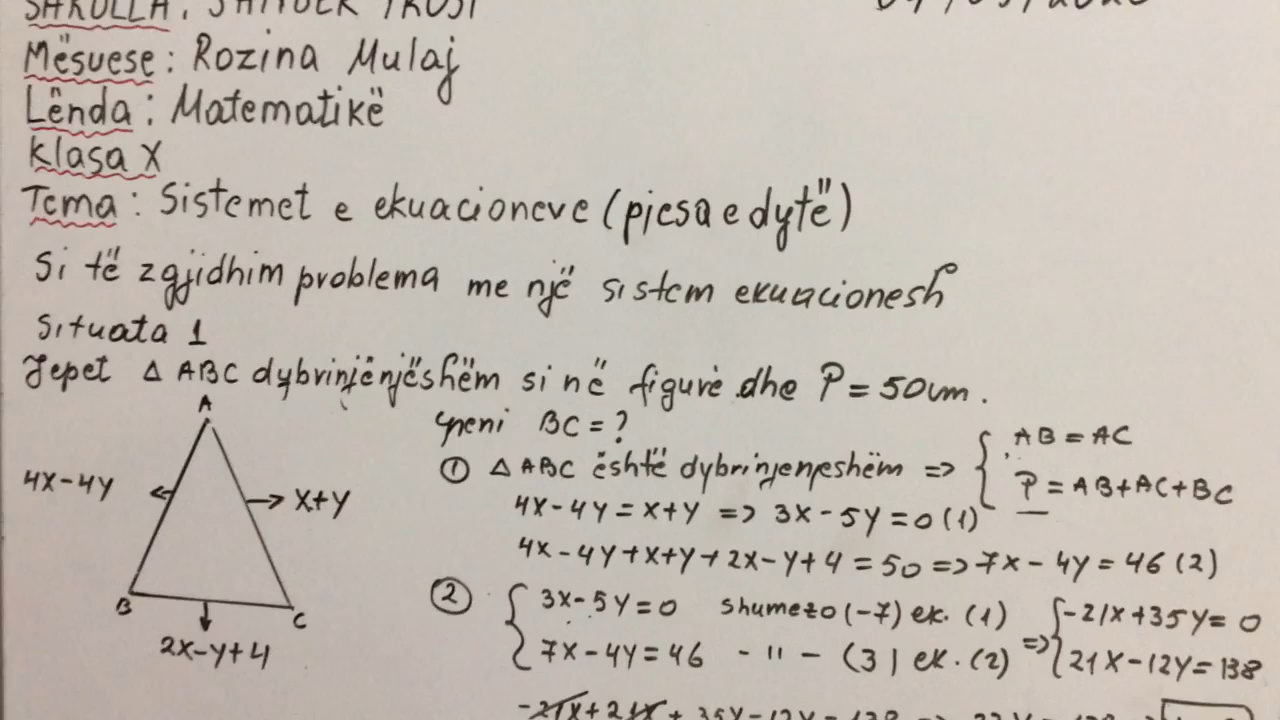 SHKOLLA:
Mësuese: Rozina Mulaj
Lënda: Matematikë
Klasa X
Tema: Sistemet e ekuacioneve (pjesa e dytë)
Si të zgjidhim problema me një sistem ekuacionesh
Situata 1
Jepet Δ ABC dybrinjënjëshëm si në figurë dhe P = 50cm.
A
4x-4y
x+y
B
C
2x-y+4
BC = ?
① Δ ABC është dybrinjenjeshëm => { AB = AC
P = AB+AC+BC
4x-4y = x+y => 3x-5y=0 (1)
4x-4y+x+y+2x-y+4 = 50 => 7x-4y = 46 (2)
② { 3x-5y=0 shumëzo (-7) ek. (1) { -21x+35y= 0
7x-4y=46 - " - (3) ek. (2) => 21x-12y= 138